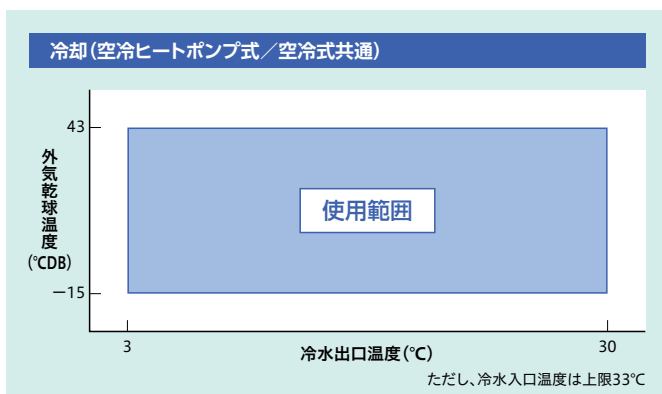 冷却(空冷ヒートポンプ式／空冷式共通)
43
外気乾球温度
(℃DB)
使用範囲
−15
3
冷水出口温度(℃)
30
ただし、冷水入口温度は上限33℃